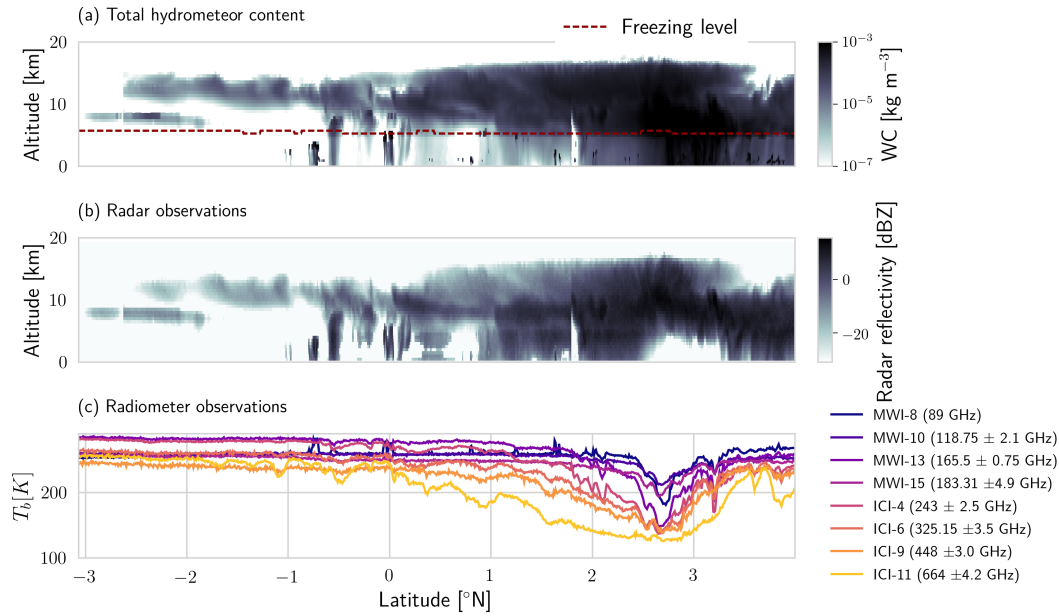 (a) Total hydrometeor content
Freezing level
20
10
0
Altitude [km]
10⁻³
10⁻⁵
10⁻⁷
WC [kg m⁻³]
(b) Radar observations
20
10
0
Altitude [km]
0
−20
Radar reflectivity [dBZ]
(c) Radiometer observations
200
100
T_b[K]
−3
−2
−1
0
1
2
3
Latitude [°N]
MWI-8 (89 GHz)
MWI-10 (118.75 ± 2.1 GHz)
MWI-13 (165.5 ± 0.75 GHz)
MWI-15 (183.31 ±4.9 GHz)
ICI-4 (243 ± 2.5 GHz)
ICI-6 (325.15 ±3.5 GHz)
ICI-9 (448 ±3.0 GHz)
ICI-11 (664 ±4.2 GHz)